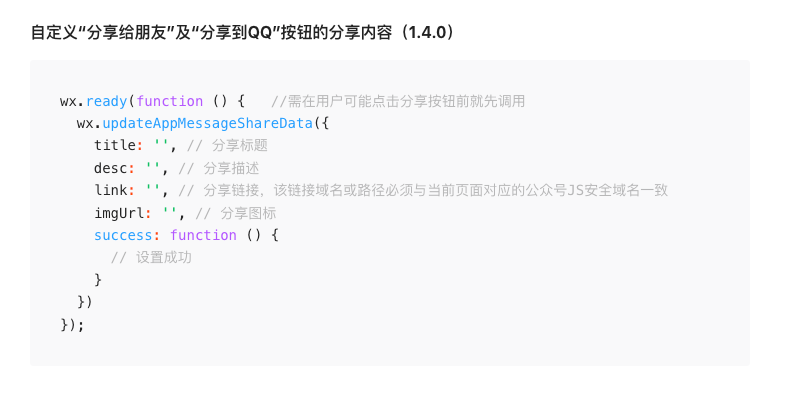 自定义“分享给朋友”及“分享到QQ”按钮的分享内容（1.4.0）
wx.ready(function () {   //需在用户可能点击分享按钮前就先调用
  wx.updateAppMessageShareData({
    title: '', // 分享标题
    desc: '', // 分享描述
    link: '', // 分享链接，该链接域名或路径必须与当前页面对应的公众号JS安全域名一致
    imgUrl: '', // 分享图标
    success: function () {
      // 设置成功
    }
  })
});